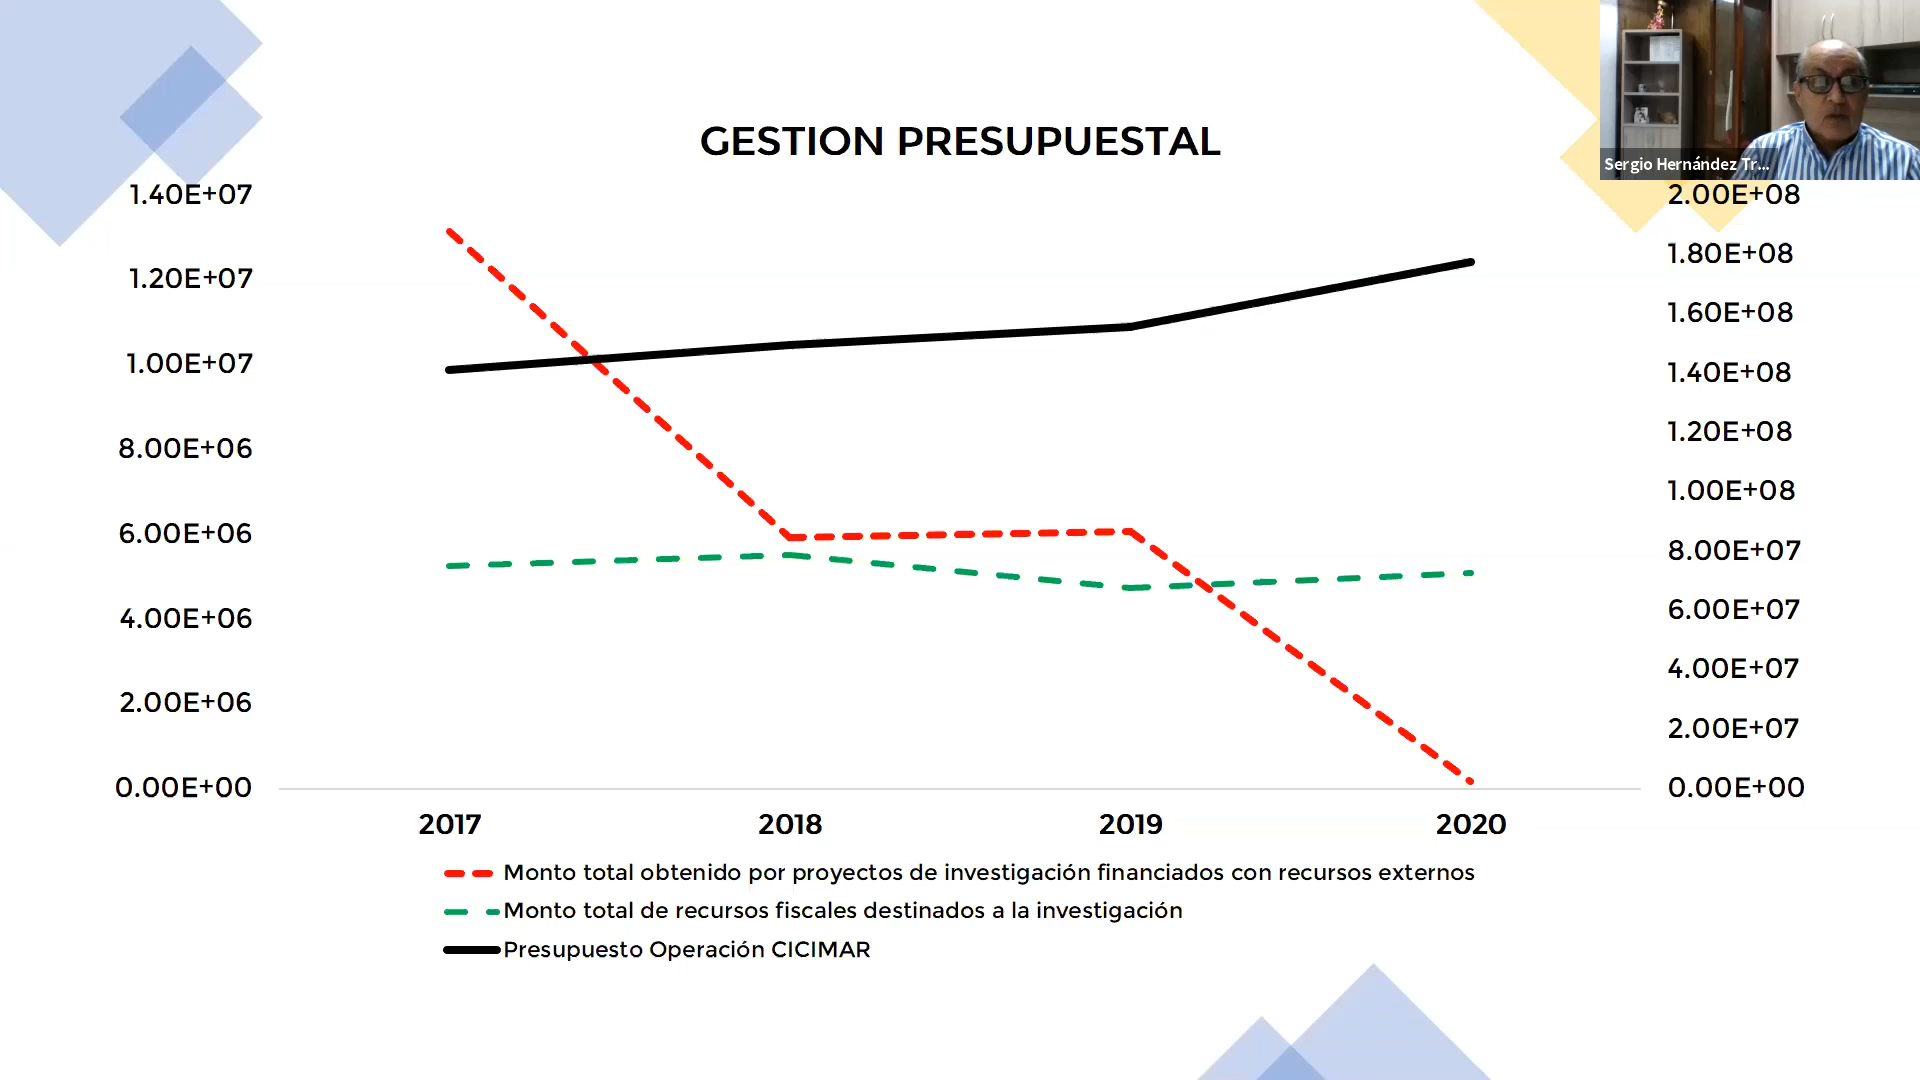 Sergio Hernández Tr...
GESTION PRESUPUESTAL
1.40E+07
1.20E+07
1.00E+07
8.00E+06
6.00E+06
4.00E+06
2.00E+06
0.00E+00
2.00E+08
1.80E+08
1.60E+08
1.40E+08
1.20E+08
1.00E+08
8.00E+07
6.00E+07
4.00E+07
2.00E+07
0.00E+00
2017 2018 2019 2020
Monto total obtenido por proyectos de investigación financiados con recursos externos
Monto total de recursos fiscales destinados a la investigación
Presupuesto Operación CICIMAR